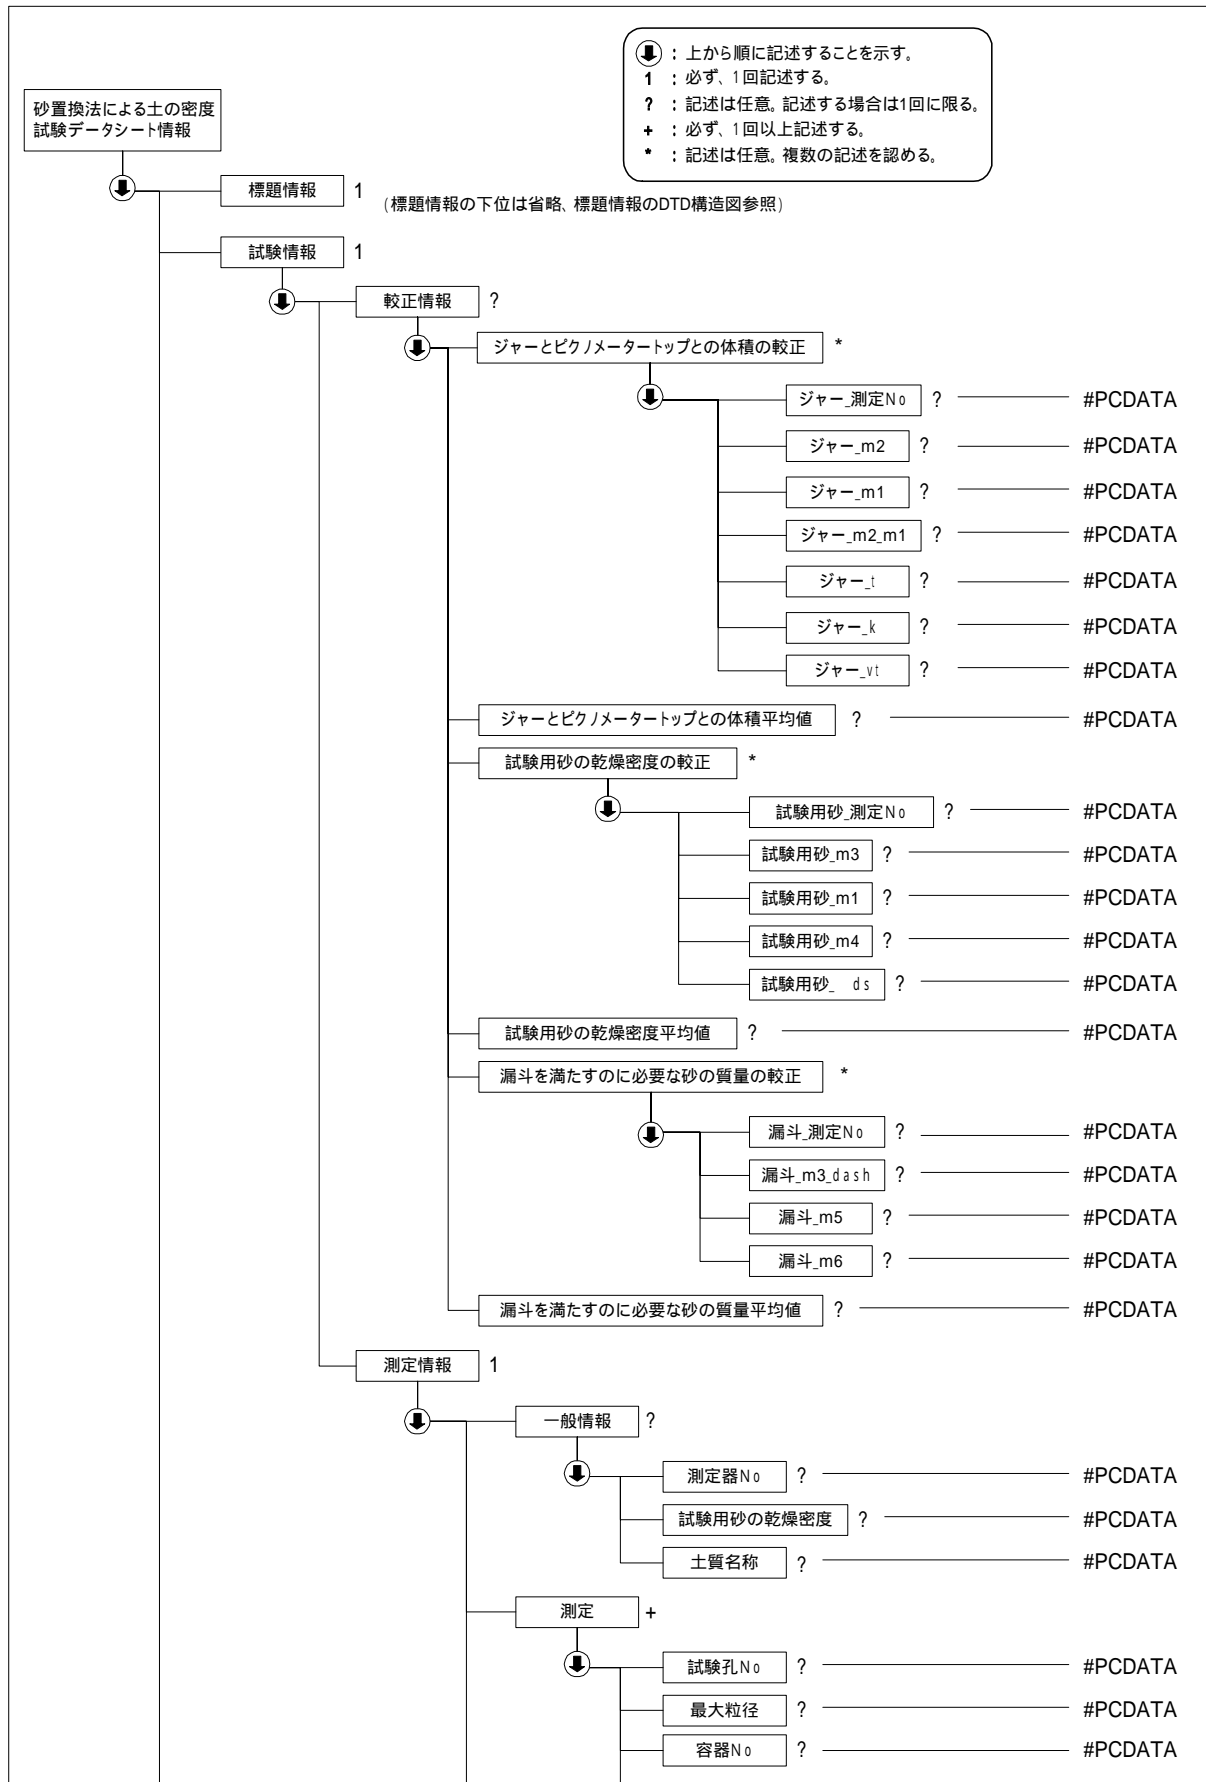 ：上から順に記述することを示す。
1 ：必ず、1回記述する。
? ：記述は任意。記述する場合は1回に限る。
+ ：必ず、1回以上記述する。
* ：記述は任意。複数の記述を認める。
砂置換法による土の密度
試験データシート情報
標題情報 1
(標題情報の下位は省略、標題情報のDTD構造図参照)
試験情報 1
較正情報 ?
ジャーとピクノメータートップとの体積の較正 *
ジャー_測定No ? #PCDATA
ジャー_m2 ? #PCDATA
ジャー_m1 ? #PCDATA
ジャー_m2_m1 ? #PCDATA
ジャー_t ? #PCDATA
ジャー_k ? #PCDATA
ジャー_vt ? #PCDATA
ジャーとピクノメータートップとの体積平均値 ? #PCDATA
試験用砂の乾燥密度の較正 *
試験用砂_測定No ? #PCDATA
試験用砂_m3 ? #PCDATA
試験用砂_m1 ? #PCDATA
試験用砂_m4 ? #PCDATA
試験用砂_ ds ? #PCDATA
試験用砂の乾燥密度平均値 ? #PCDATA
漏斗を満たすのに必要な砂の質量の較正 *
漏斗_測定No ? #PCDATA
漏斗_m3_dash ? #PCDATA
漏斗_m5 ? #PCDATA
漏斗_m6 ? #PCDATA
漏斗を満たすのに必要な砂の質量平均値 ? #PCDATA
測定情報 1
一般情報 ?
測定器No ? #PCDATA
試験用砂の乾燥密度 ? #PCDATA
土質名称 ? #PCDATA
測定 +
試験孔No ? #PCDATA
最大粒径 ? #PCDATA
容器No ? #PCDATA